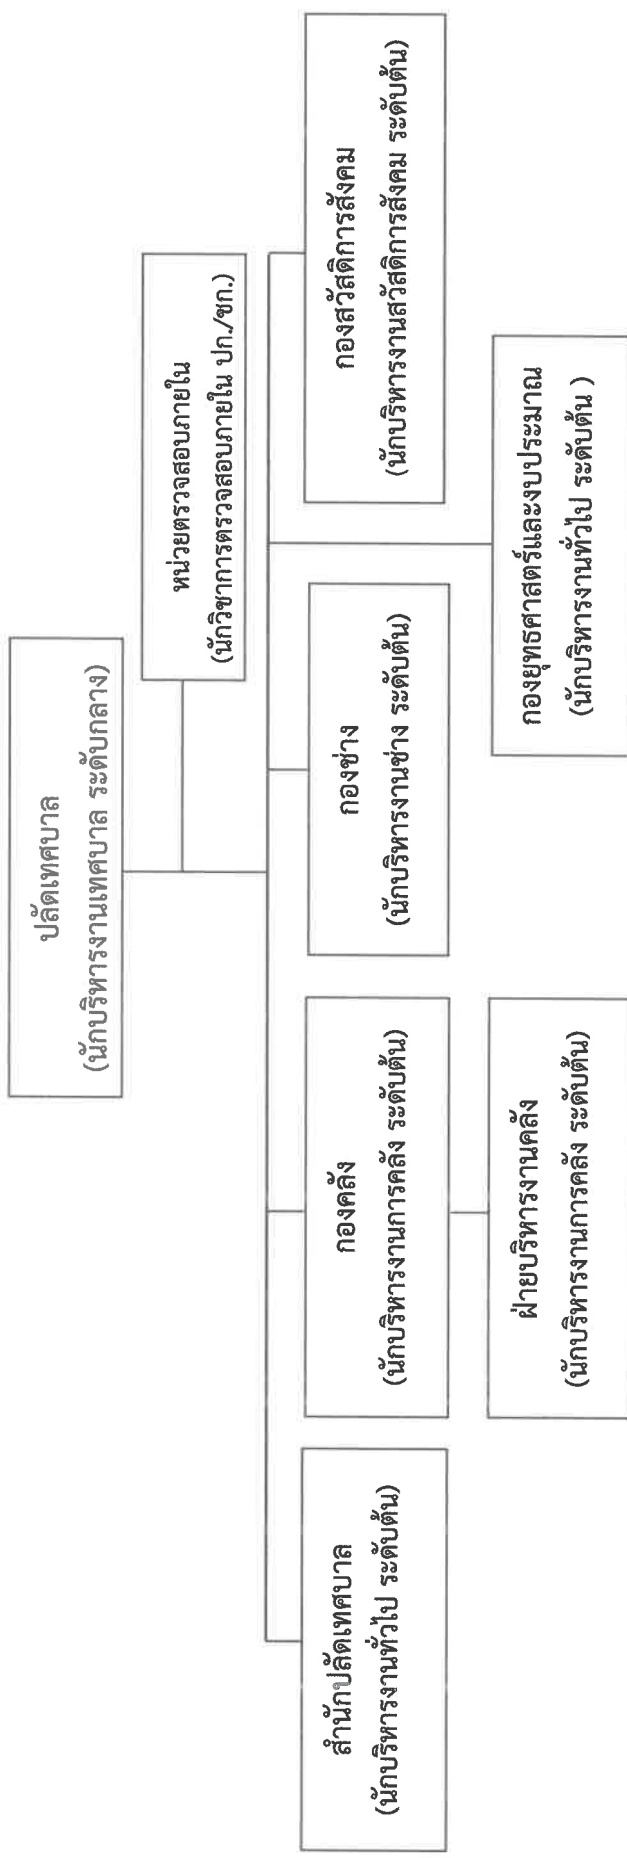 ปลัดเทศบาล
(นักบริหารงานเทศบาล ระดับกลาง)
หน่วยตรวจสอบภายใน
(นักวิชาการตรวจสอบภายใน ปก./ชก.)
สำนักปลัดเทศบาล
(นักบริหารงานทั่วไป ระดับต้น)
กองคลัง
(นักบริหารงานการคลัง ระดับต้น)
กองช่าง
(นักบริหารงานช่าง ระดับต้น)
กองสวัสดิการสังคม
(นักบริหารงานสวัสดิการสังคม ระดับต้น)
ฝ่ายบริหารงานคลัง
(นักบริหารงานการคลัง ระดับต้น)
กองยุทธศาสตร์และงบประมาณ
(นักบริหารงานทั่วไป ระดับต้น )